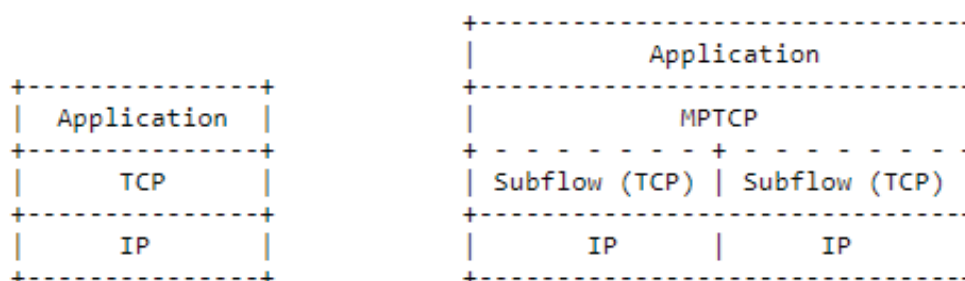 +-------------------------------
|           Application
+---------------+            +-------------------------------
|  Application  |            |             MPTCP
+---------------+            + - - - - - - - + - - - - - - - -
|      TCP      |            | Subflow (TCP) | Subflow (TCP)
+---------------+            +-------------------------------
|      IP       |            |       IP      |      IP
+---------------+            +-------------------------------